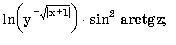 ln(y^{-√|x+1|}) · sin² arctgz;